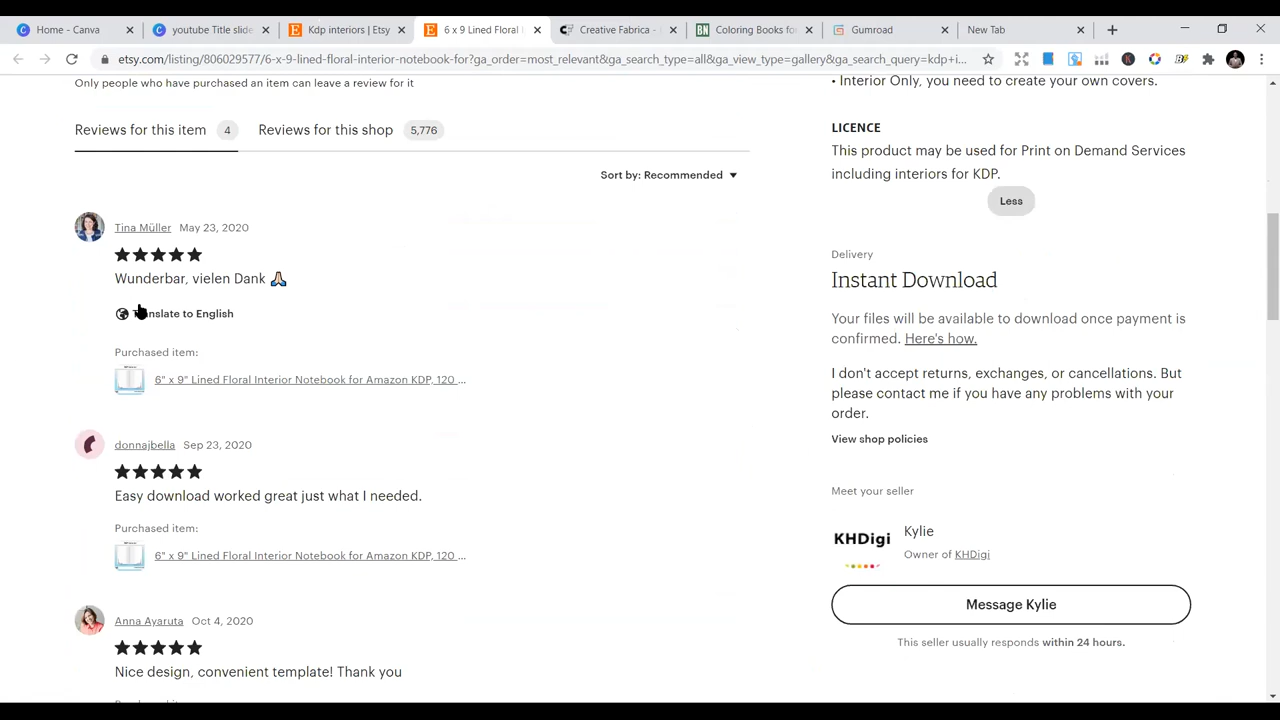 Home - Canva
youtube Title slide
Kdp interiors | Etsy
6 x 9 Lined Floral
Creative Fabrica -
Coloring Books fo
Gumroad
New Tab
etsy.com/listing/806029577/6-x-9-lined-floral-interior-notebook-for?ga_order=most_relevant&ga_search_type=all&ga_view_type=gallery&ga_search_query=kdp+i...
Only people who have purchased an item can leave a review for it
Reviews for this item 4
Reviews for this shop 5,776
Sort by: Recommended
Tina Müller May 23, 2020
Wunderbar, vielen Dank 🙏🏻
Translate to English
Purchased item:
6" x 9" Lined Floral Interior Notebook for Amazon KDP, 120 ...
donnajbella Sep 23, 2020
Easy download worked great just what I needed.
Purchased item:
6" x 9" Lined Floral Interior Notebook for Amazon KDP, 120 ...
Anna Ayaruta Oct 4, 2020
Nice design, convenient template! Thank you
• Interior Only, you need to create your own covers.
LICENCE
This product may be used for Print on Demand Services
including interiors for KDP.
Less
Delivery
Instant Download
Your files will be available to download once payment is
confirmed. Here's how.
I don't accept returns, exchanges, or cancellations. But
please contact me if you have any problems with your
order.
View shop policies
Meet your seller
KHDigi
Kylie
Owner of KHDigi
Message Kylie
This seller usually responds within 24 hours.